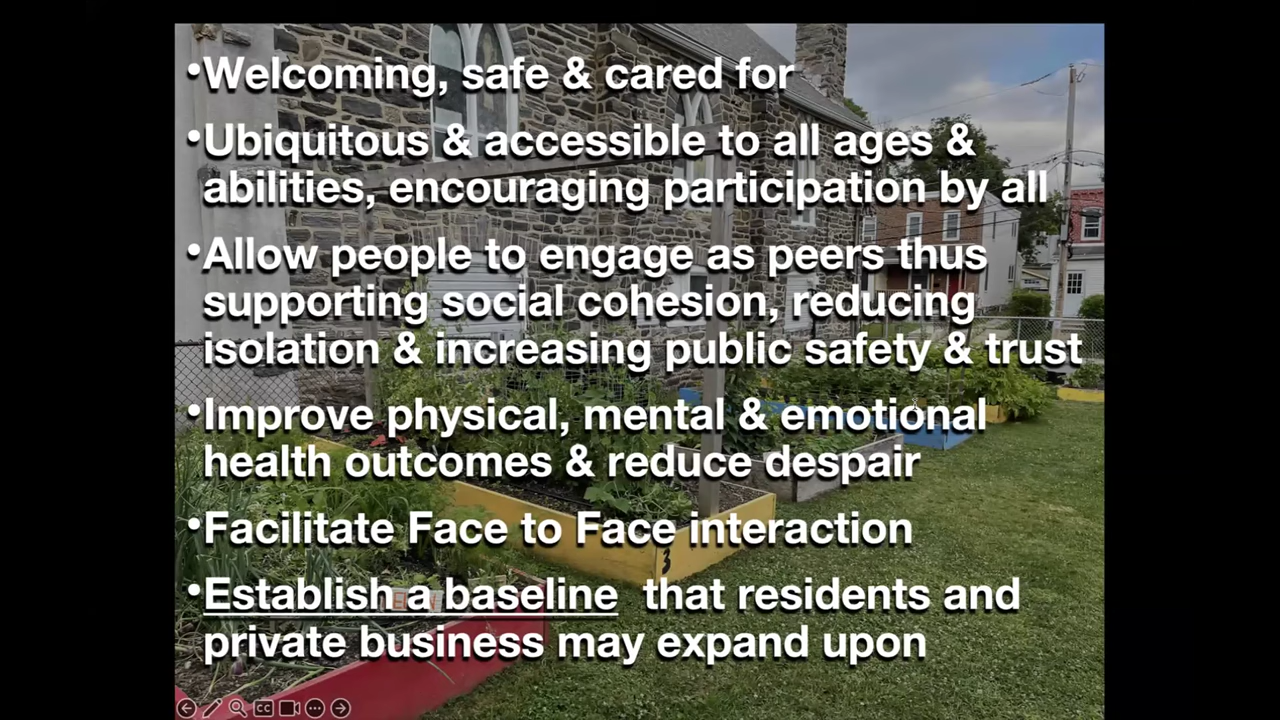 •Welcoming, safe & cared for
•Ubiquitous & accessible to all ages &
abilities, encouraging participation by all
•Allow people to engage as peers thus
supporting social cohesion, reducing
isolation & increasing public safety & trust
•Improve physical, mental & emotional
health outcomes & reduce despair
•Facilitate Face to Face interaction
•Establish a baseline that residents and
private business may expand upon
3
CC